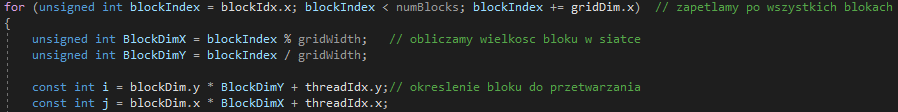 for (unsigned int blockIndex = blockIdx.x; blockIndex < numBlocks; blockIndex += gridDim.x)  // zapetlamy po wszystkich blokach
{
    unsigned int BlockDimX = blockIndex % gridWidth;   // obliczamy wielkosc bloku w siatce
    unsigned int BlockDimY = blockIndex / gridWidth;
    const int i = blockDim.y * BlockDimY + threadIdx.y;// okreslenie bloku do przetwarzania
    const int j = blockDim.x * BlockDimX + threadIdx.x;